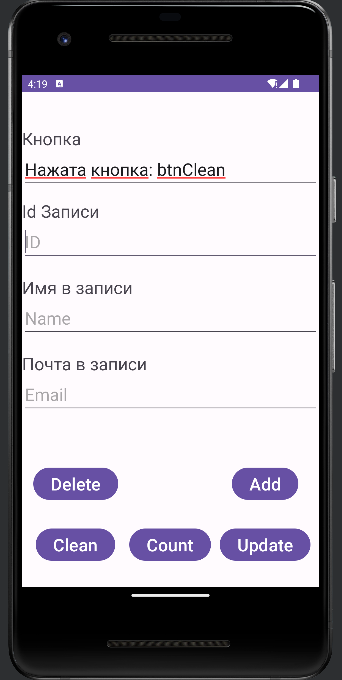 4:19
Кнопка
Нажата кнопка: btnClean
Id Записи
ID
Имя в записи
Name
Почта в записи
Email
Delete Add
Clean Count Update